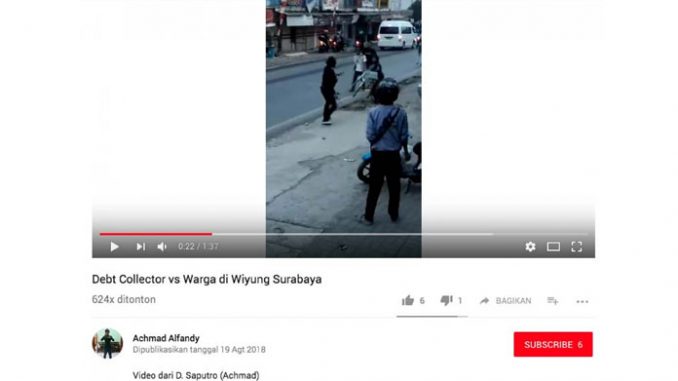 0:22 / 1:37
Debt Collector vs Warga di Wiyung Surabaya
624x ditonton
6
1
BAGIKAN
Achmad Alfandy
Dipublikasikan tanggal 19 Agt 2018
SUBSCRIBE 6
Video dari D. Saputro (Achmad)